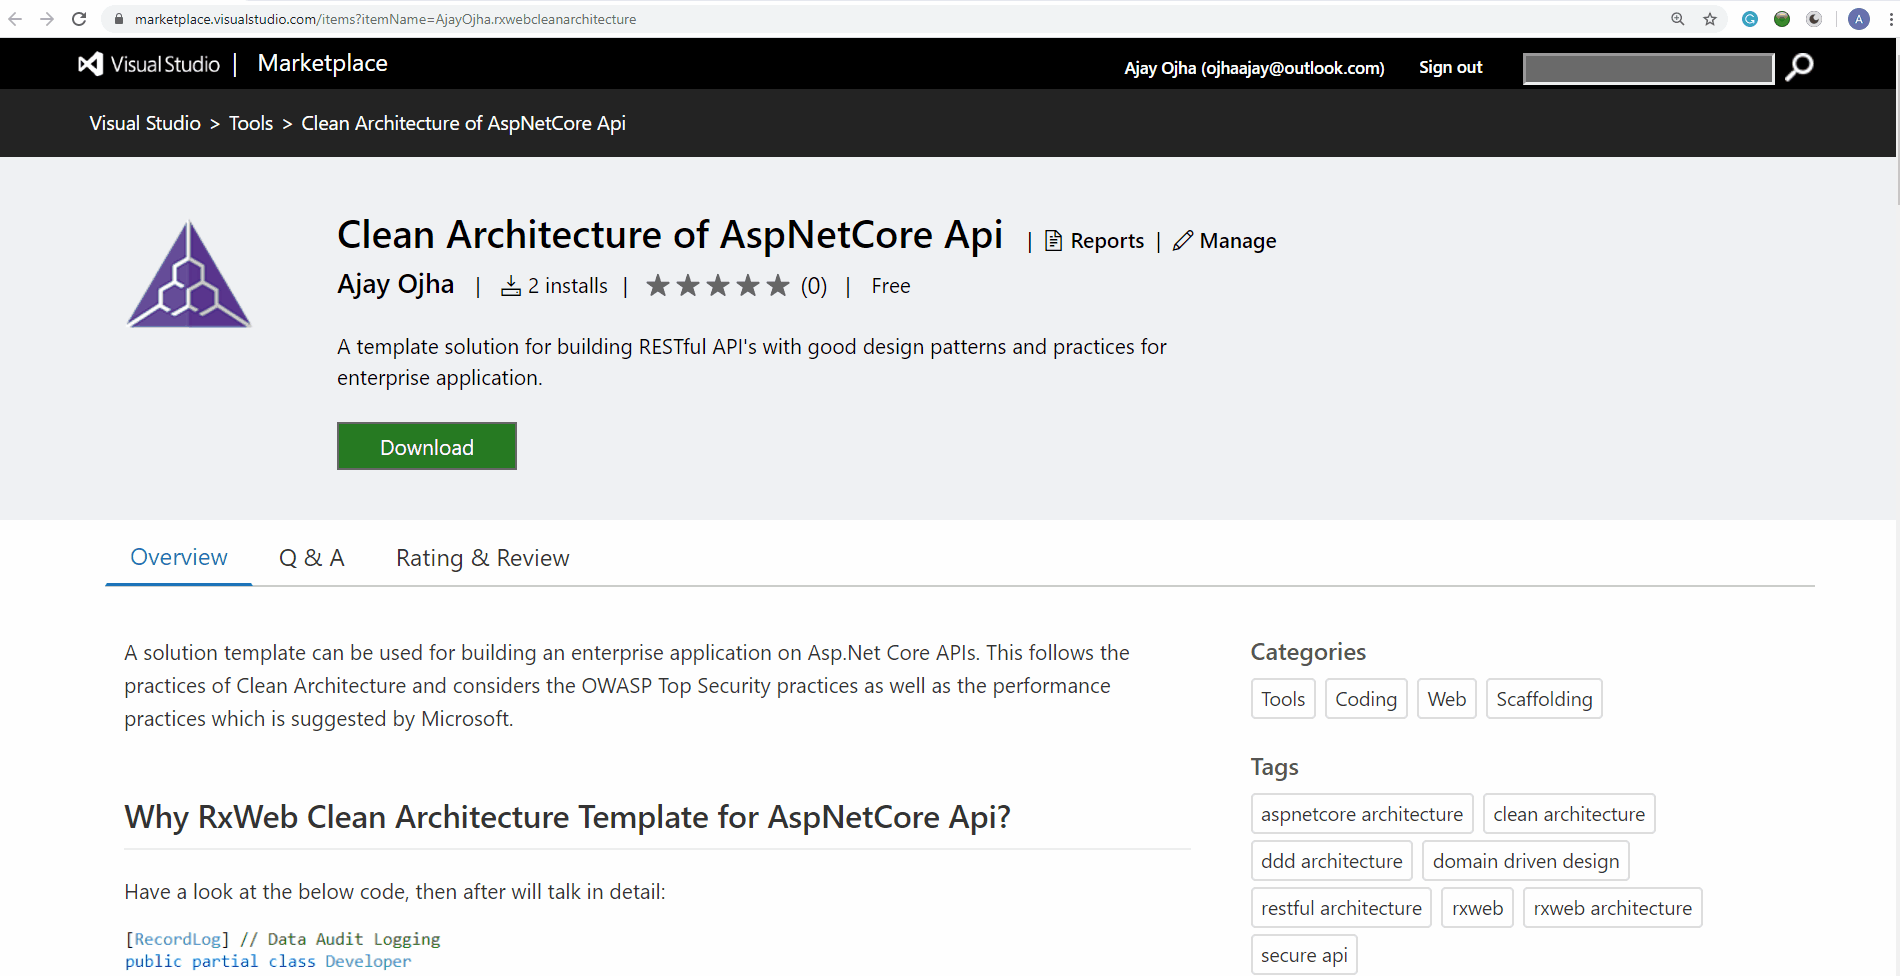 marketplace.visualstudio.com/items?itemName=AjayOjha.rxwebcleanarchitecture
A
Visual Studio | Marketplace
Ajay Ojha (ojhaajay@outlook.com) Sign out
Visual Studio > Tools > Clean Architecture of AspNetCore Api
Clean Architecture of AspNetCore Api | Reports | Manage
Ajay Ojha | 2 installs | (0) | Free
A template solution for building RESTful API's with good design patterns and practices for
enterprise application.
Download
Overview Q & A Rating & Review
A solution template can be used for building an enterprise application on Asp.Net Core APIs. This follows the
practices of Clean Architecture and considers the OWASP Top Security practices as well as the performance
practices which is suggested by Microsoft.
Why RxWeb Clean Architecture Template for AspNetCore Api?
Have a look at the below code, then after will talk in detail:
[RecordLog] // Data Audit Logging
public partial class Developer
Categories
Tools Coding Web Scaffolding
Tags
aspnetcore architecture clean architecture
ddd architecture domain driven design
restful architecture rxweb rxweb architecture
secure api